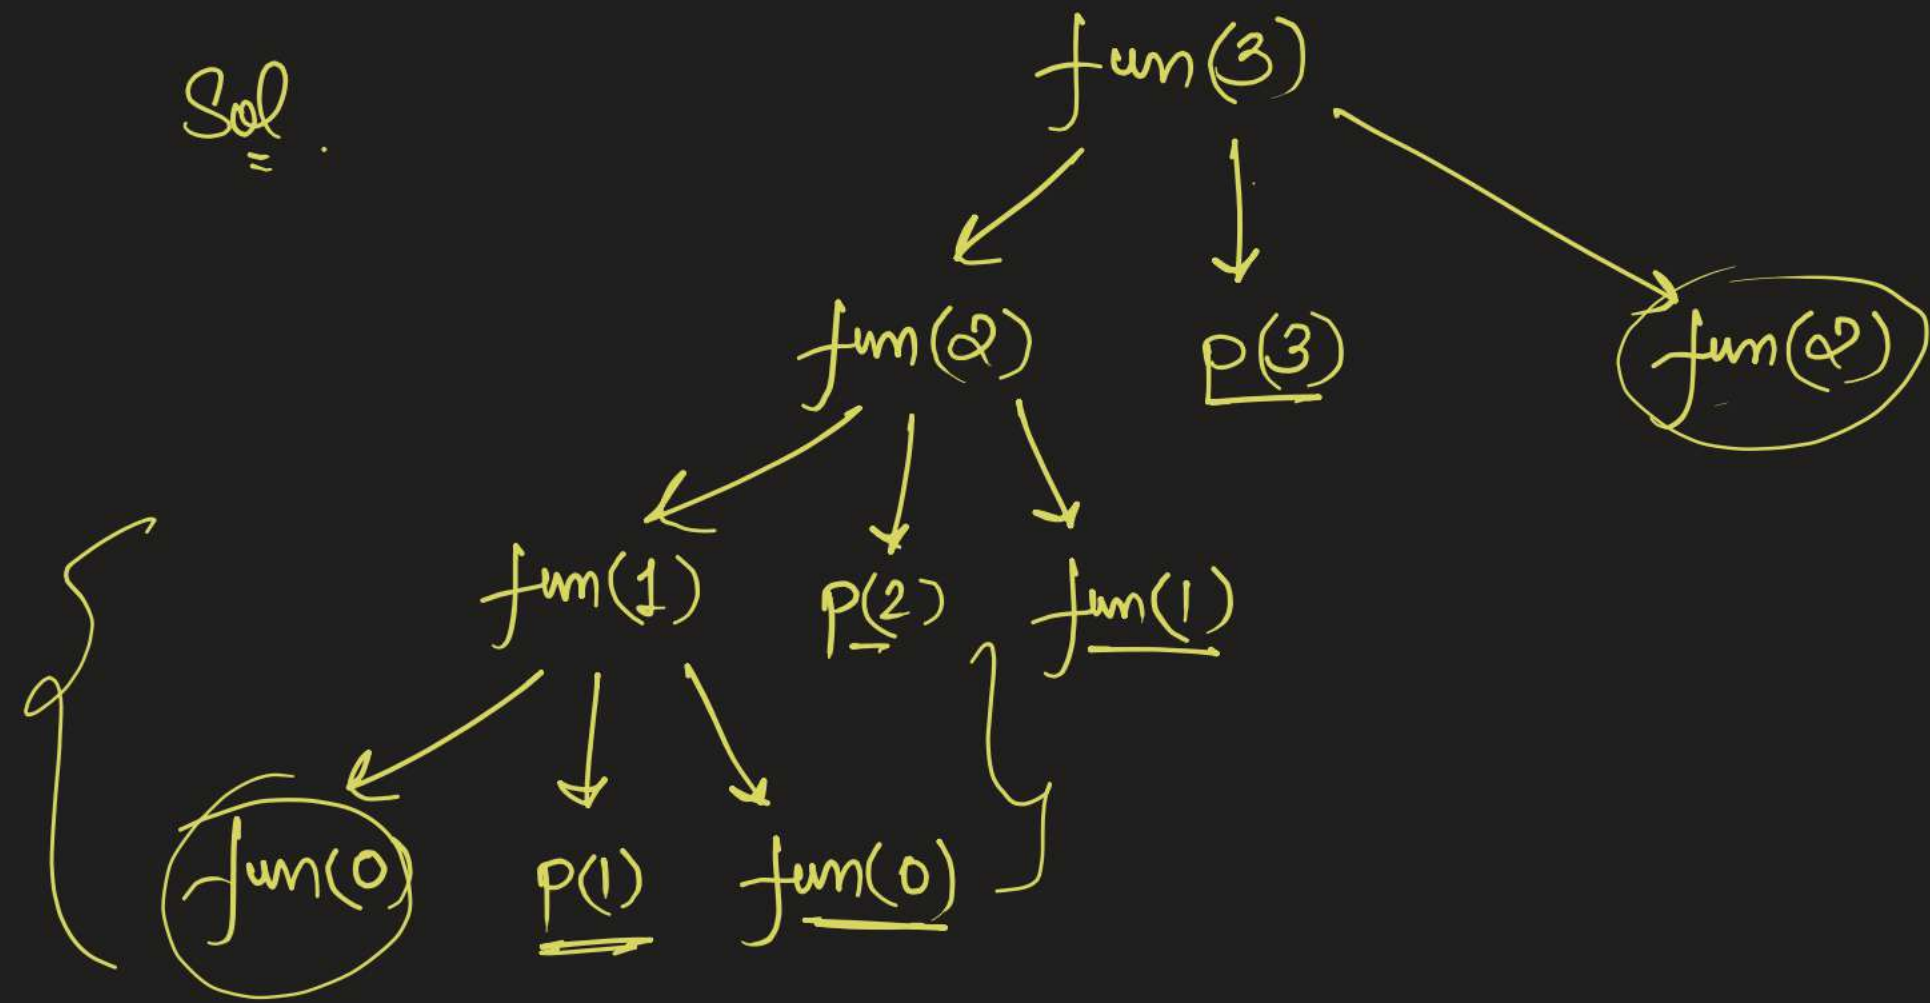 Sol.
fun(3)
fun(2) P(3) fun(2)
fun(1) P(2) fun(1)
fun(0) P(1) fun(0)